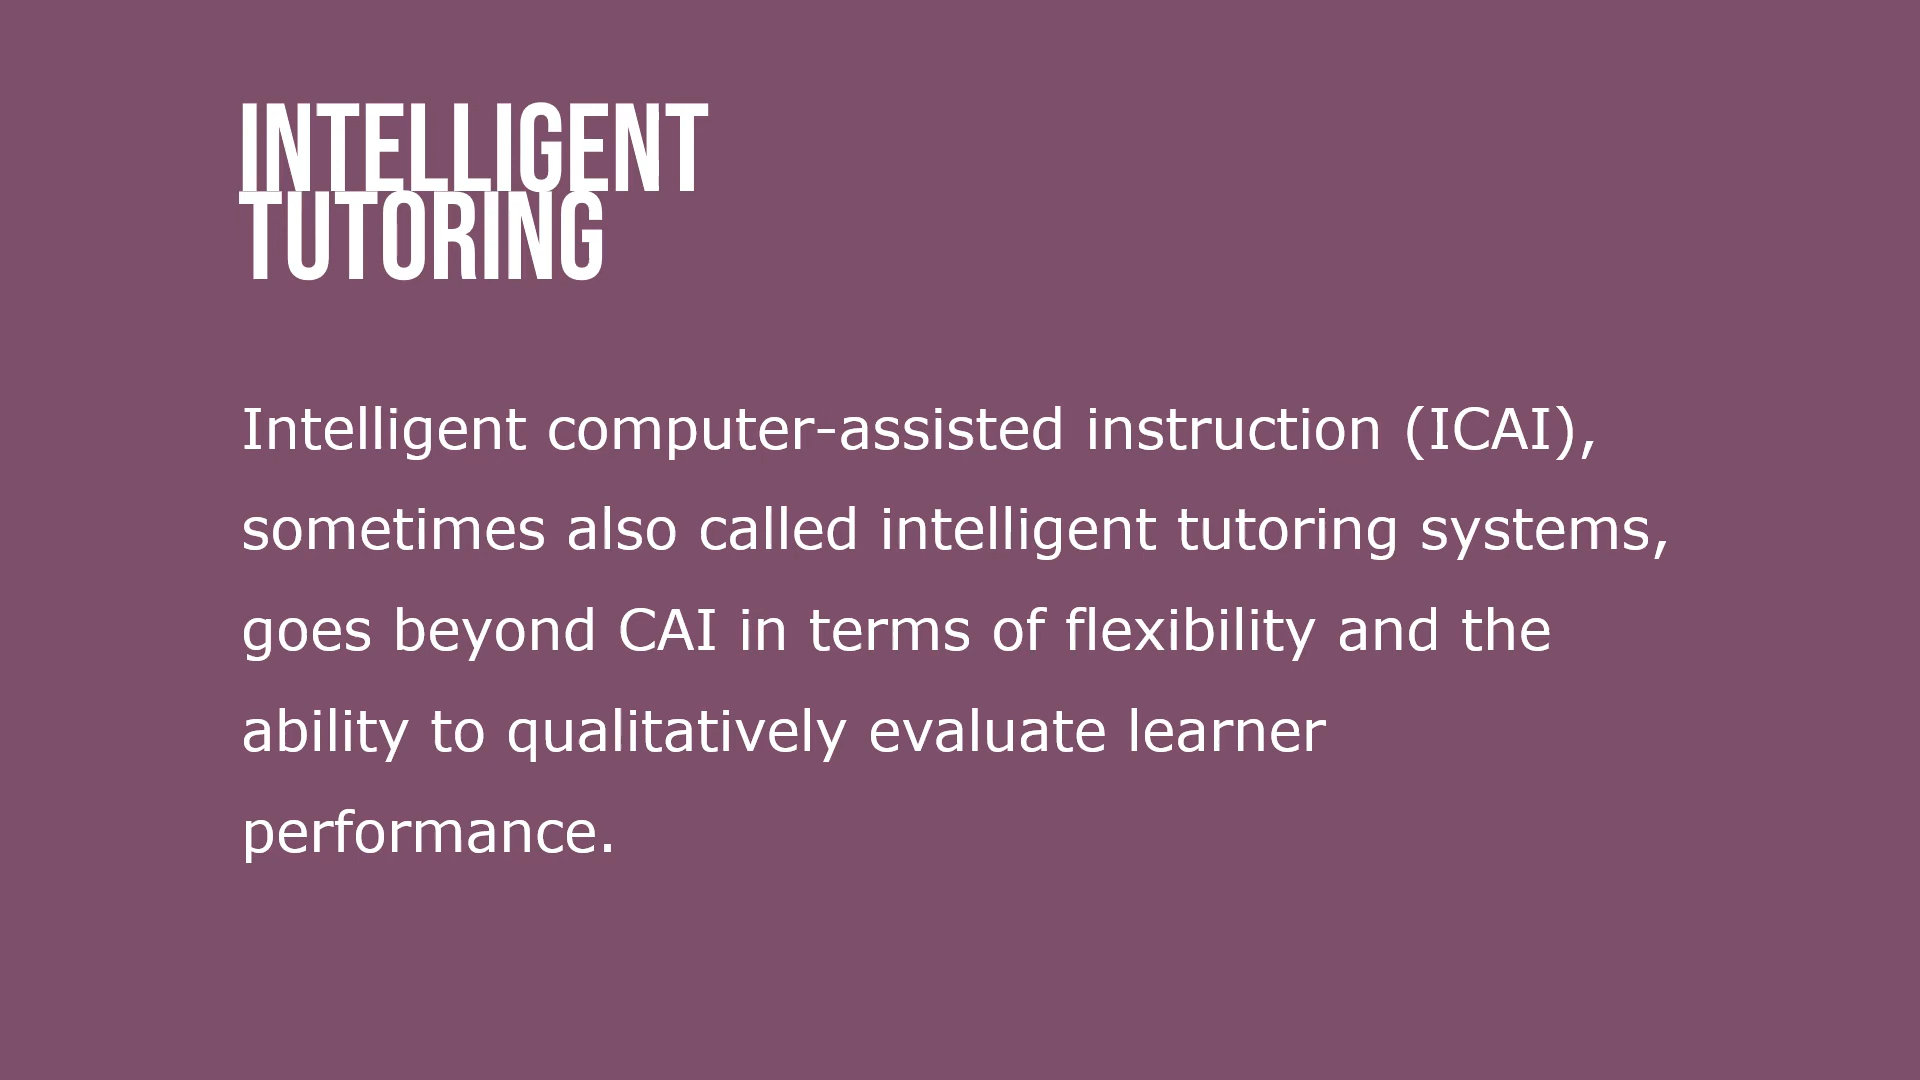 INTELLIGENT
TUTORING
Intelligent computer-assisted instruction (ICAI),
sometimes also called intelligent tutoring systems,
goes beyond CAI in terms of flexibility and the
ability to qualitatively evaluate learner
performance.